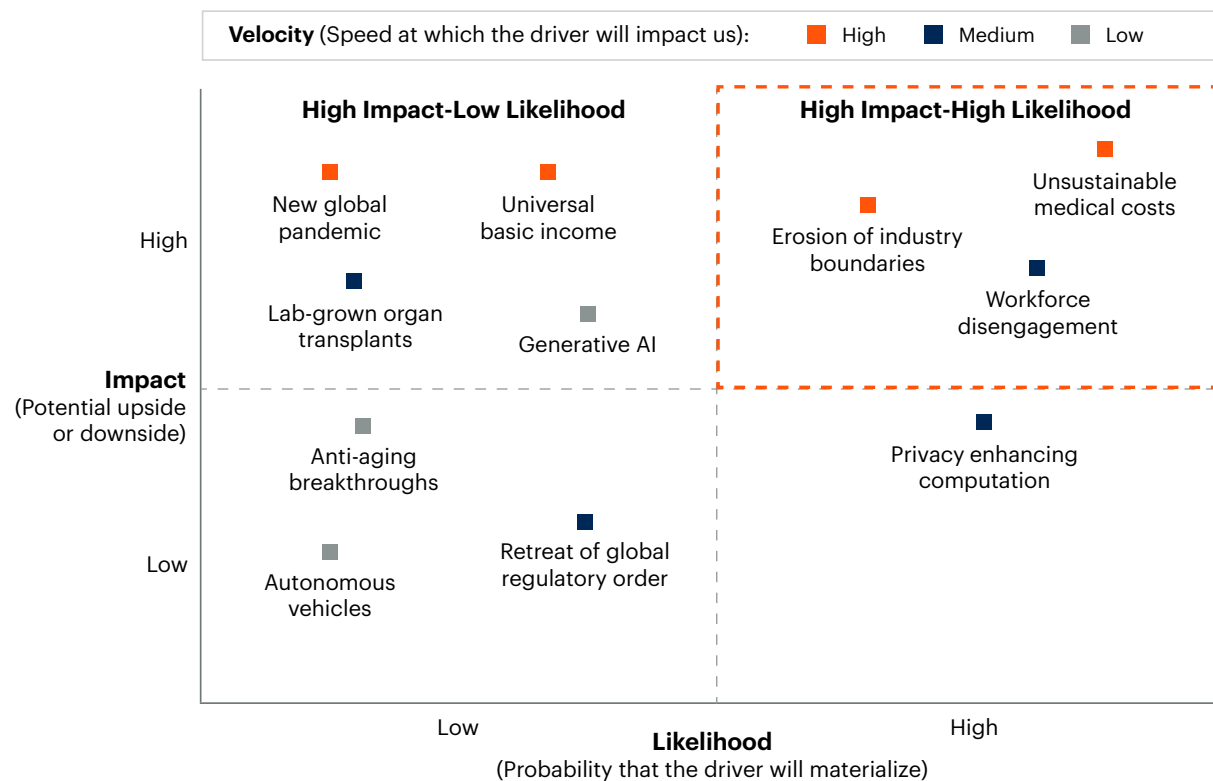 Velocity (Speed at which the driver will impact us): High Medium Low
High Impact-Low Likelihood
High Impact-High Likelihood
New global
pandemic
Universal
basic income
Unsustainable
medical costs
Erosion of industry
boundaries
High
Lab-grown organ
transplants
Generative AI
Workforce
disengagement
Impact
(Potential upside
or downside)
Anti-aging
breakthroughs
Privacy enhancing
computation
Low
Autonomous
vehicles
Retreat of global
regulatory order
Low
High
Likelihood
(Probability that the driver will materialize)